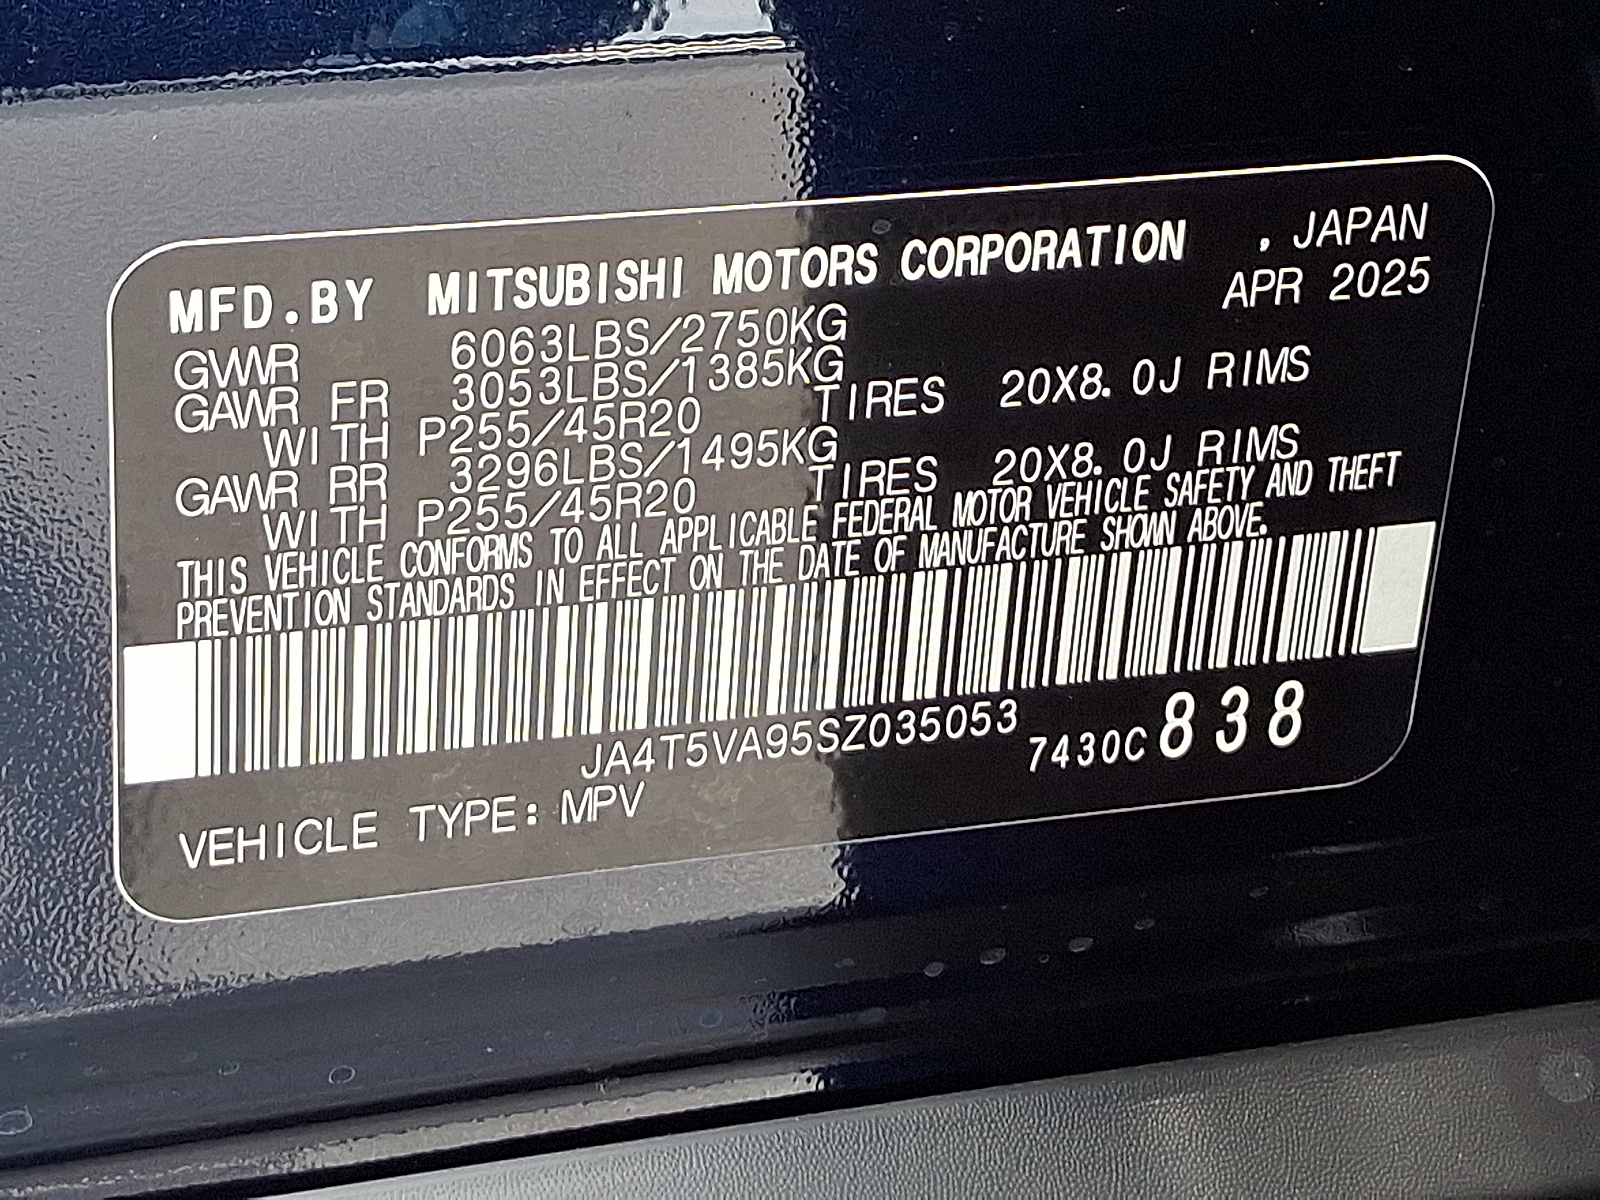 MFD.BY MITSUBISHI MOTORS CORPORATION , JAPAN
GVWR 6063LBS/2750KG APR 2025
GAWR FR 3053LBS/1385KG
WITH P255/45R20 TIRES 20X8.0J RIMS
GAWR RR 3296LBS/1495KG
WITH P255/45R20 TIRES 20X8.0J RIMS
THIS VEHICLE CONFORMS TO ALL APPLICABLE FEDERAL MOTOR VEHICLE SAFETY AND THEFT
PREVENTION STANDARDS IN EFFECT ON THE DATE OF MANUFACTURE SHOWN ABOVE.
JA4T5VA95SZ035053 7430C838
VEHICLE TYPE: MPV